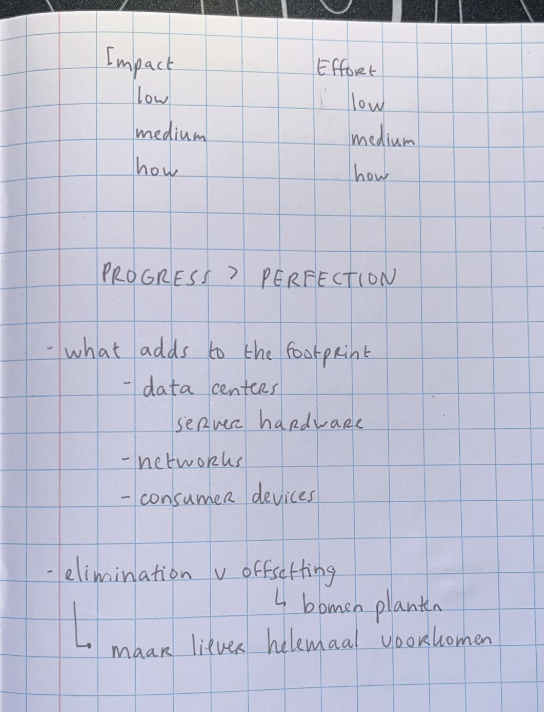 Impact Effort
low low
medium medium
how how
PROGRESS > PERFECTION
- what adds to the footprint
- data centers
server hardware
- networks
- consumer devices
- elimination v offsetting
↳ bomen planten
↳ maar liever helemaal voorkomen